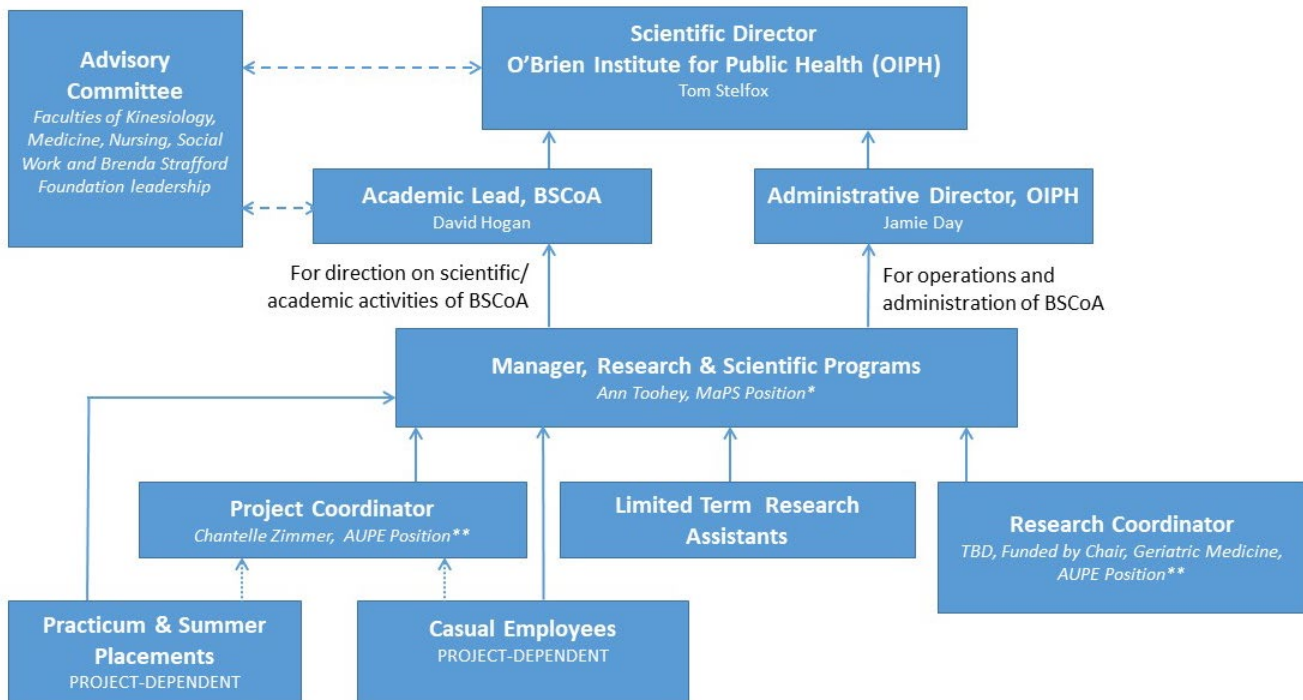 Advisory
Committee
Faculties of Kinesiology,
Medicine, Nursing, Social
Work and Brenda Strafford
Foundation leadership
Scientific Director
O’Brien Institute for Public Health (OIPH)
Tom Stelfox
Academic Lead, BSCoA
David Hogan
Administrative Director, OIPH
Jamie Day
For direction on scientific/
academic activities of BSCoA
For operations and
administration of BSCoA
Manager, Research & Scientific Programs
Ann Toohey, MaPS Position*
Project Coordinator
Chantelle Zimmer, AUPE Position**
Limited Term Research
Assistants
Research Coordinator
TBD, Funded by Chair, Geriatric Medicine,
AUPE Position**
Practicum & Summer
Placements
PROJECT-DEPENDENT
Casual Employees
PROJECT-DEPENDENT